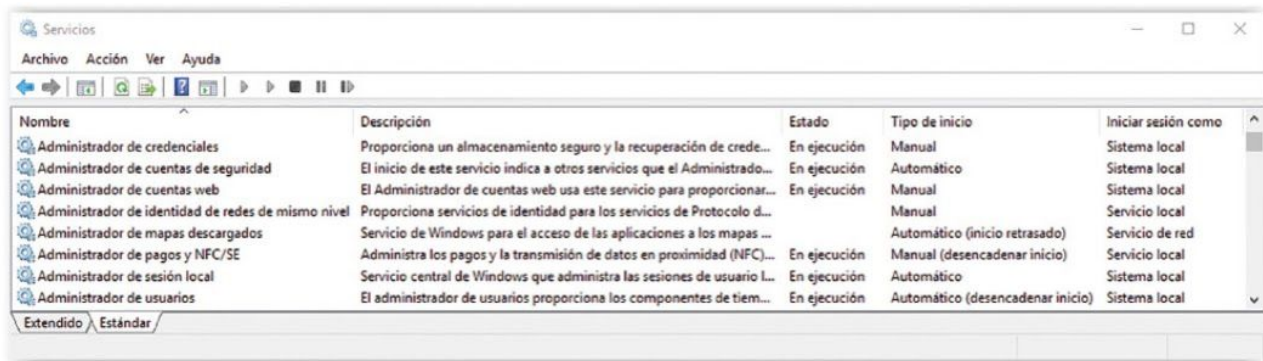 Servicios
Archivo Acción Ver Ayuda
Nombre Descripción Estado Tipo de inicio Iniciar sesión como
Administrador de credenciales Proporciona un almacenamiento seguro y la recuperación de crede... En ejecución Manual Sistema local
Administrador de cuentas de seguridad El inicio de este servicio indica a otros servicios que el Administrado... En ejecución Automático Sistema local
Administrador de cuentas web El Administrador de cuentas web usa este servicio para proporcionar... En ejecución Manual Sistema local
Administrador de identidad de redes de mismo nivel Proporciona servicios de identidad para los servicios de Protocolo d... Manual Servicio local
Administrador de mapas descargados Servicio de Windows para el acceso de las aplicaciones a los mapas ... Automático (inicio retrasado) Servicio de red
Administrador de pagos y NFC/SE Administra los pagos y la transmisión de datos en proximidad (NFC)... En ejecución Manual (desencadenar inicio) Servicio local
Administrador de sesión local Servicio central de Windows que administra las sesiones de usuario l... En ejecución Automático Sistema local
Administrador de usuarios El administrador de usuarios proporciona los componentes de tiem... En ejecución Automático (desencadenar inicio) Sistema local
Extendido Estándar